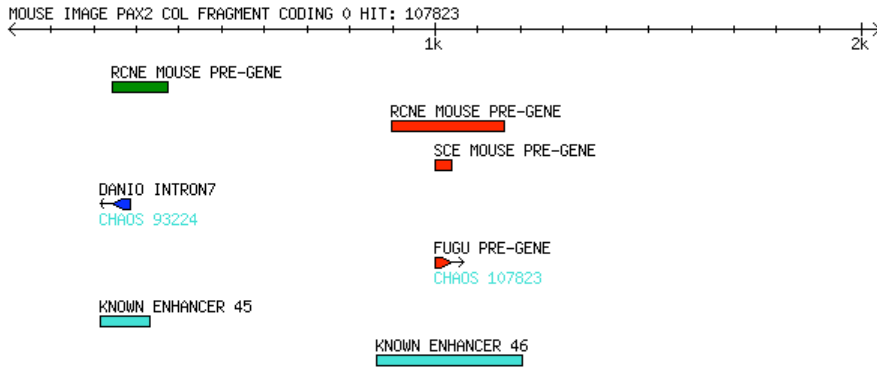 MOUSE IMAGE PAX2 COL FRAGMENT CODING 0 HIT: 107823
1k
2k
RCNE MOUSE PRE-GENE
RCNE MOUSE PRE-GENE
SCE MOUSE PRE-GENE
DANIO INTRON7
CHAOS 93224
FUGU PRE-GENE
CHAOS 107823
KNOWN ENHANCER 45
KNOWN ENHANCER 46